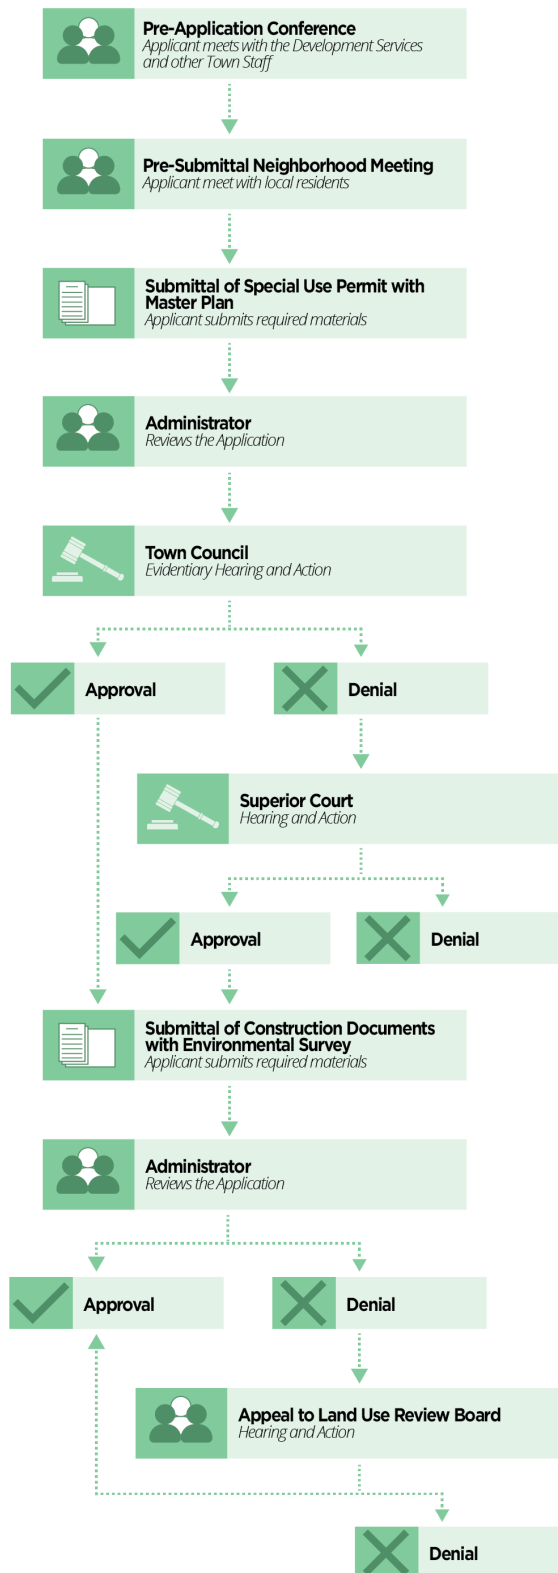 Pre-Application Conference
Applicant meets with the Development Services
and other Town Staff
Pre-Submittal Neighborhood Meeting
Applicant meet with local residents
Submittal of Special Use Permit with
Master Plan
Applicant submits required materials
Administrator
Reviews the Application
Town Council
Evidentiary Hearing and Action
Approval
Denial
Superior Court
Hearing and Action
Approval
Denial
Submittal of Construction Documents
with Environmental Survey
Applicant submits required materials
Administrator
Reviews the Application
Approval
Denial
Appeal to Land Use Review Board
Hearing and Action
Denial